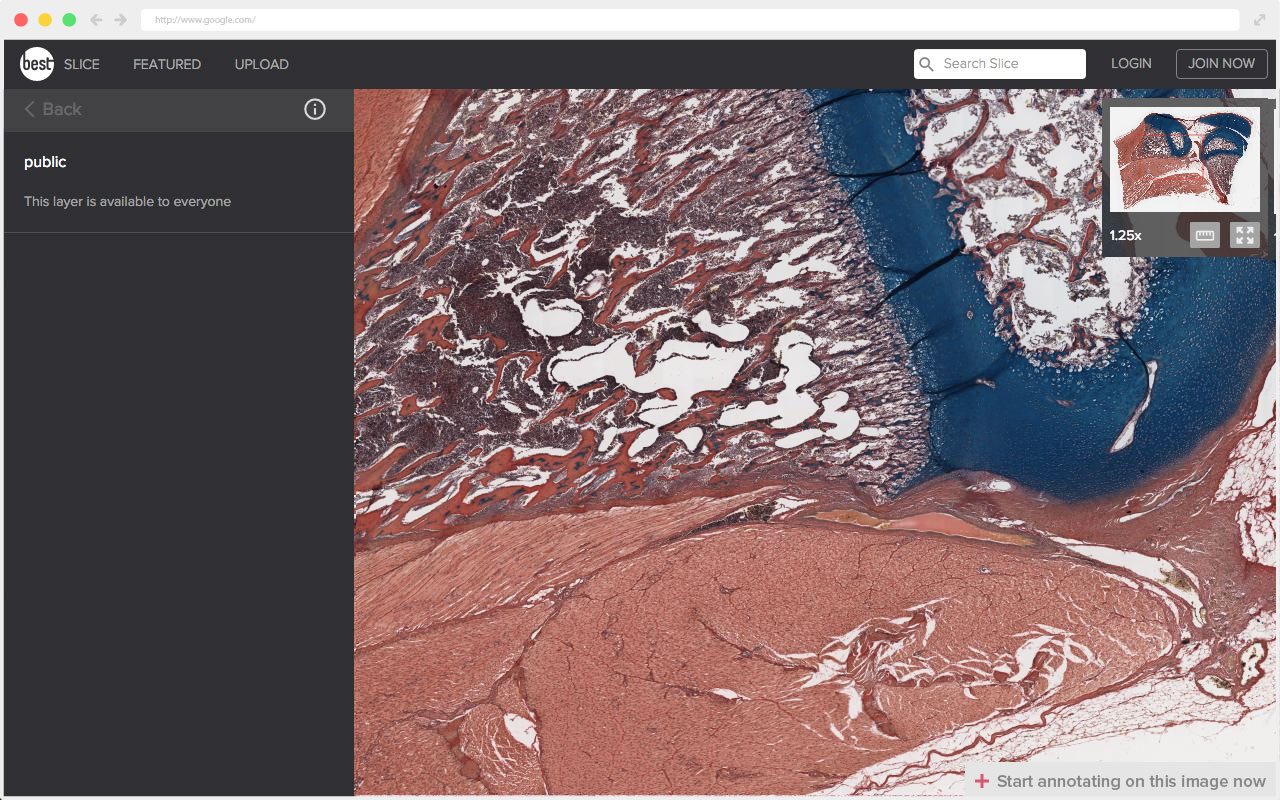 http://www.google.com/
best SLICE FEATURED UPLOAD Search Slice LOGIN JOIN NOW
Back
public
This layer is available to everyone
1.25x
Start annotating on this image now